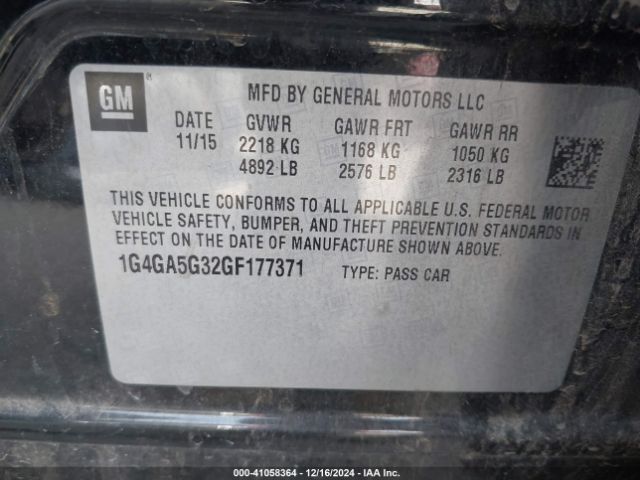 GM ®
MFD BY GENERAL MOTORS LLC
DATE GVWR GAWR FRT GAWR RR
11/15 2218 KG 1168 KG 1050 KG
4892 LB 2576 LB 2316 LB
THIS VEHICLE CONFORMS TO ALL APPLICABLE U.S. FEDERAL MOTOR
VEHICLE SAFETY, BUMPER, AND THEFT PREVENTION STANDARDS IN
EFFECT ON THE DATE OF MANUFACTURE SHOWN ABOVE.
1G4GA5G32GF177371 TYPE: PASS CAR
000-41058364 - 12/16/2024 - IAA Inc.